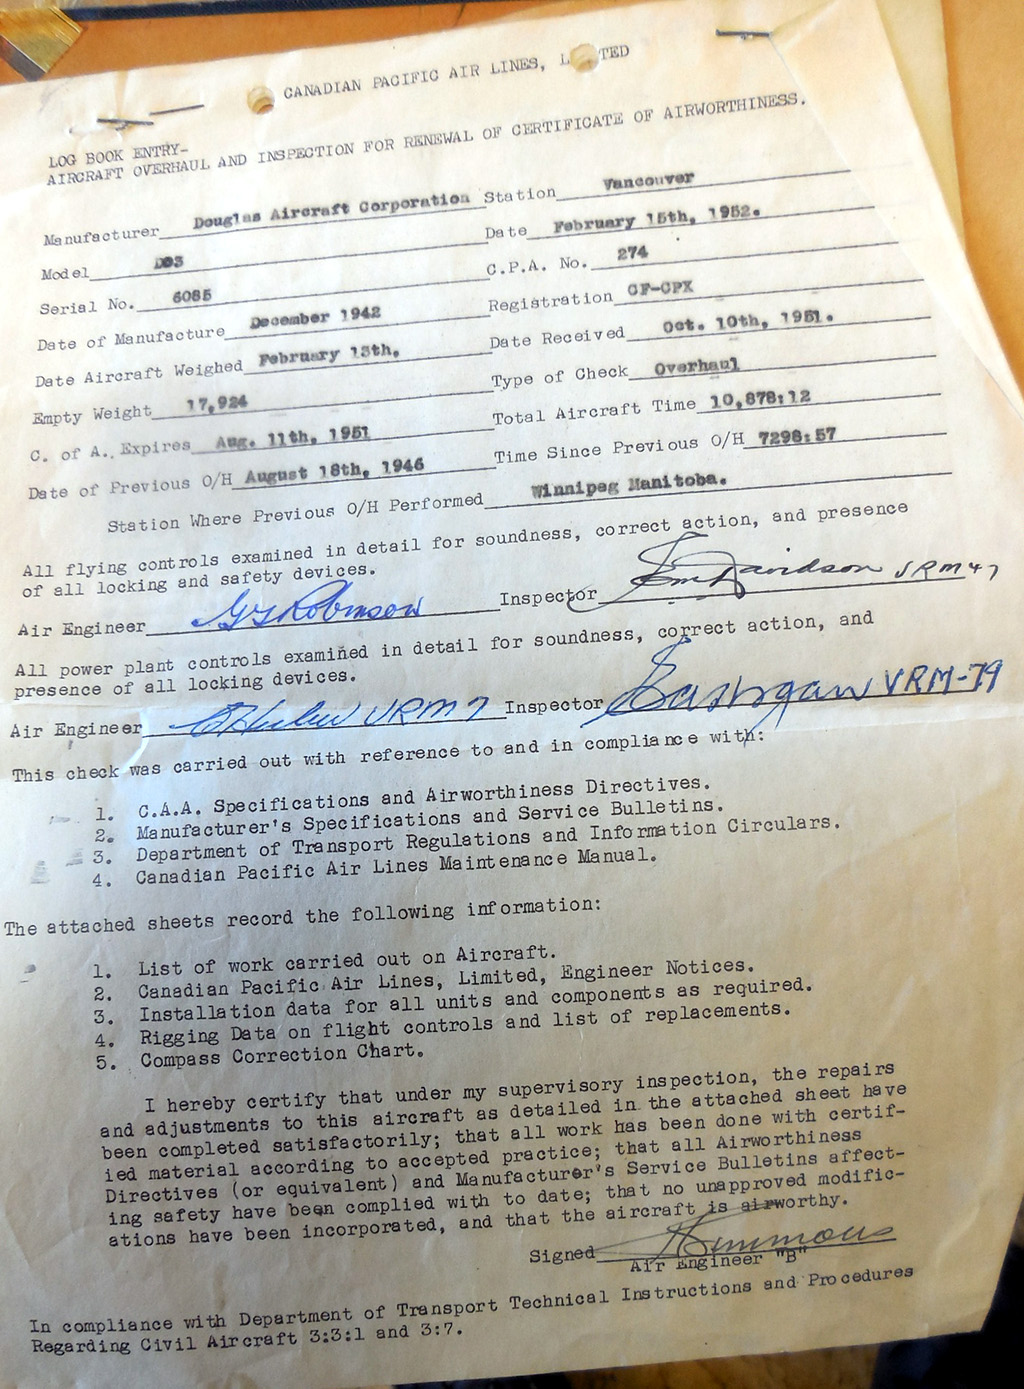 CANADIAN PACIFIC AIR LINES, L TED
LOG BOOK ENTRY-
AIRCRAFT OVERHAUL AND INSPECTION FOR RENEWAL OF CERTIFICATE OF AIRWORTHINESS.
Manufacturer Douglas Aircraft Corporation Station Vancouver
Model DC3 Date February 15th, 1952.
Serial No. 6085 C.P.A. No. 274
Date of Manufacture December 1942 Registration CF-CPX
Date Aircraft Weighed February 13th, Date Received Oct. 10th, 1951.
Empty Weight 17,924 Type of Check Overhaul
C. of A. Expires Aug. 11th, 1951 Total Aircraft Time 10,878:12
Date of Previous O/H August 18th, 1946 Time Since Previous O/H 7298:57
Station Where Previous O/H Performed Winnipeg Manitoba.
All flying controls examined in detail for soundness, correct action, and presence
of all locking and safety devices.
Air Engineer Robinson Inspector Davidson VRM 47
All power plant controls examined in detail for soundness, correct action, and
presence of all locking devices.
Air Engineer VRM 7 Inspector VRM-79
This check was carried out with reference to and in compliance with:
1. C.A.A. Specifications and Airworthiness Directives.
2. Manufacturer's Specifications and Service Bulletins.
3. Department of Transport Regulations and Information Circulars.
4. Canadian Pacific Air Lines Maintenance Manual.
The attached sheets record the following information:
1. List of work carried out on Aircraft.
2. Canadian Pacific Air Lines, Limited, Engineer Notices.
3. Installation data for all units and components as required.
4. Rigging Data on flight controls and list of replacements.
5. Compass Correction Chart.
I hereby certify that under my supervisory inspection, the repairs
and adjustments to this aircraft as detailed in the attached sheet have
been completed satisfactorily; that all work has been done with certif-
ied material according to accepted practice; that all Airworthiness
Directives (or equivalent) and Manufacturer's Service Bulletins affect-
ing safety have been complied with to date; that no unapproved modific-
ations have been incorporated, and that the aircraft is airworthy.
Signed Simmons
Air Engineer "B"
In compliance with Department of Transport Technical Instructions and Procedures
Regarding Civil Aircraft 3:3:1 and 3:7.